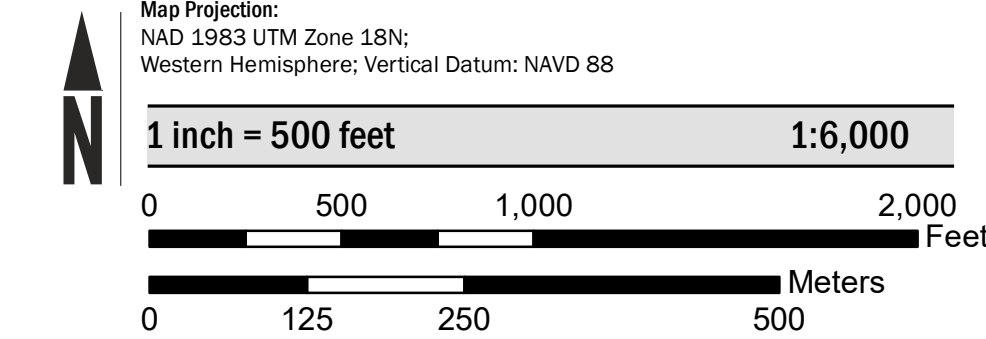 Map Projection:
NAD 1983 UTM Zone 18N;
Western Hemisphere; Vertical Datum: NAVD 88
N
1 inch = 500 feet 1:6,000
0 500 1,000 2,000
Feet
Meters
0 125 250 500